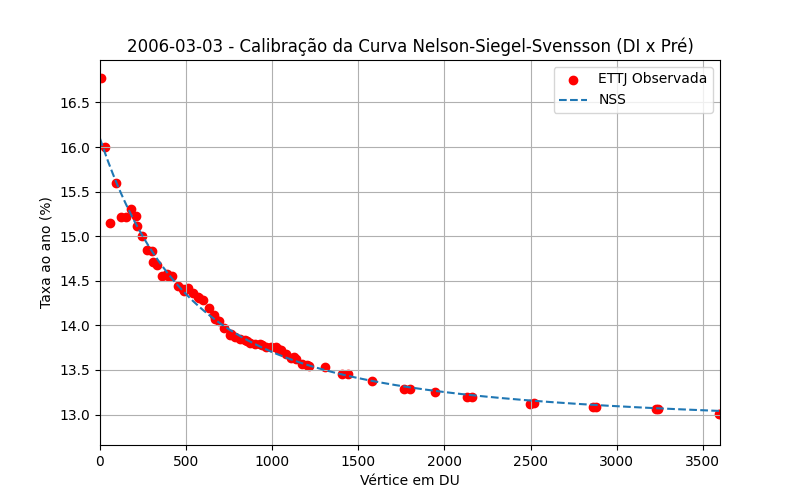 2006-03-03 - Calibração da Curva Nelson-Siegel-Svensson (DI x Pré)
ETTJ Observada
NSS
Taxa ao ano (%)
16.5
16.0
15.5
15.0
14.5
14.0
13.5
13.0
0 500 1000 1500 2000 2500 3000 3500
Vértice em DU